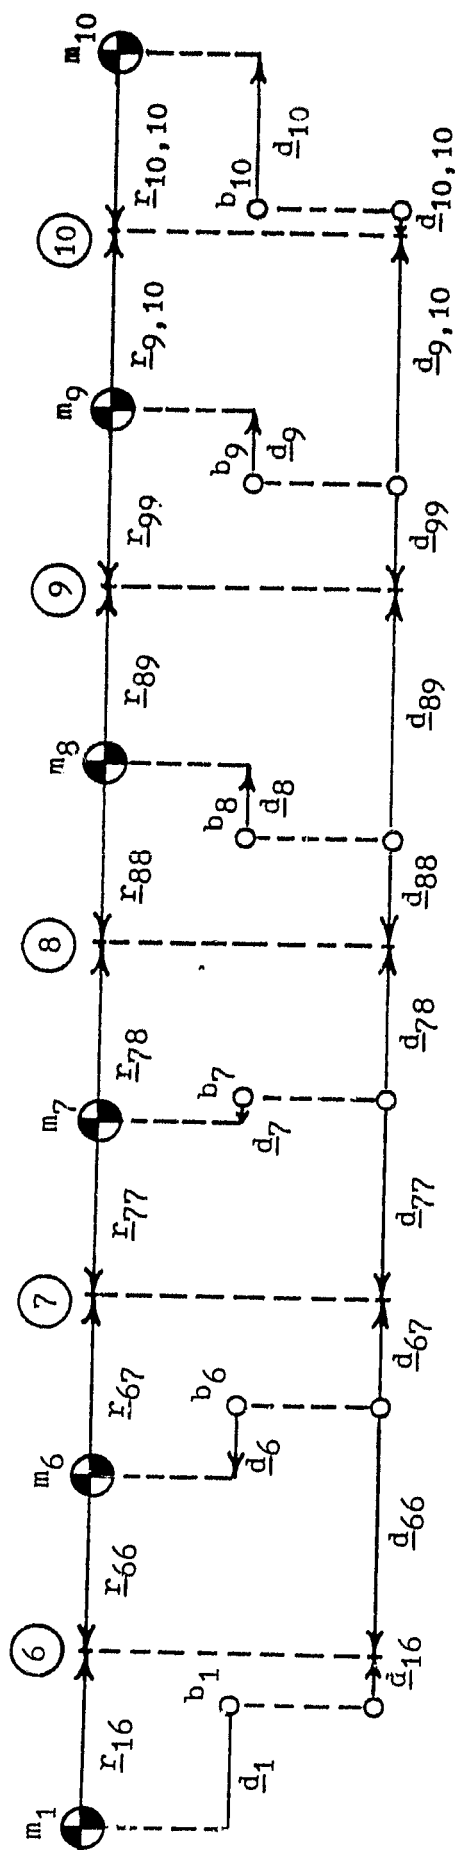 m1 6 m6 7 m7 8 m8 9 m9 10 m10
r16 r66 r67 r77 r78 r88 r89 r99 r9,10 r10,10
b1 b6 b7 b8 b9 b10
d1 d6 d7 d8 d9 d10
d16 d66 d67 d77 d78 d88 d89 d99 d9,10 d10,10